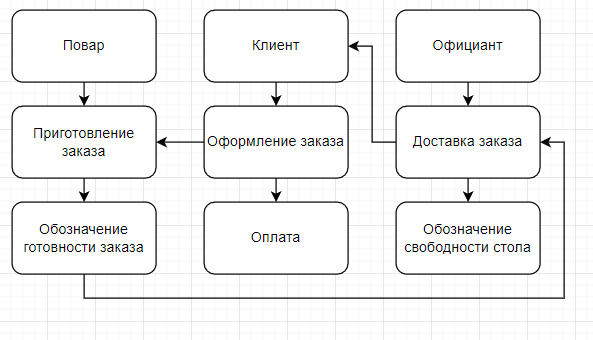 Повар
Клиент
Официант
Приготовление
заказа
Оформление заказа
Доставка заказа
Обозначение
готовности заказа
Оплата
Обозначение
свободности стола